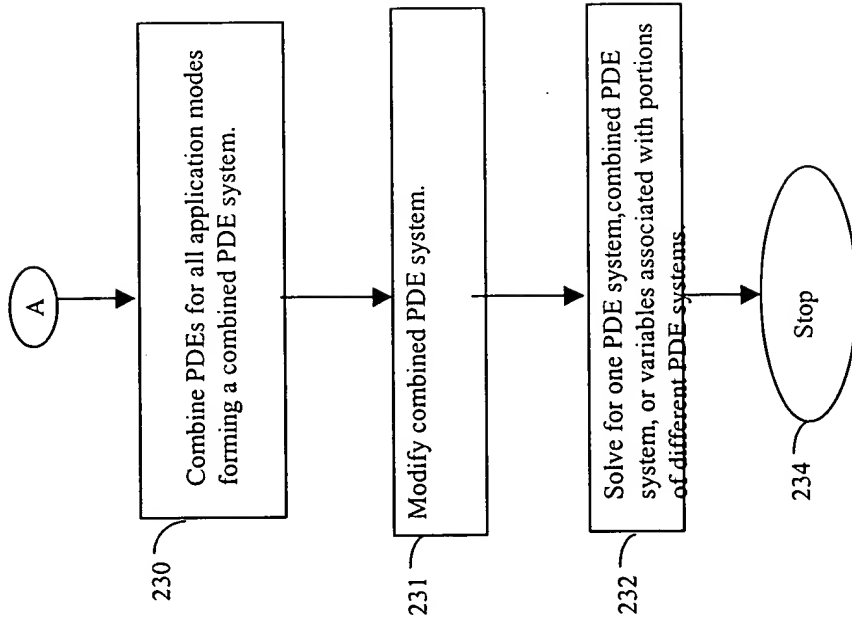 A
Combine PDEs for all application modes
forming a combined PDE system.
230
Modify combined PDE system.
231
Solve for one PDE system,combined PDE
system, or variables associated with portions
of different PDE systems.
232
Stop
234